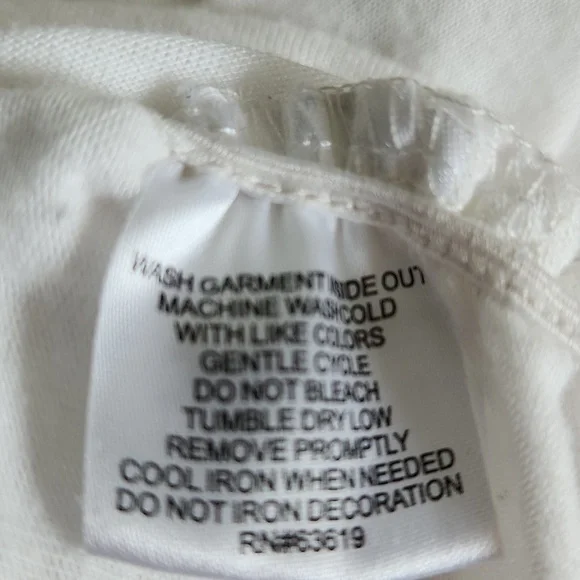 WASH GARMENT INSIDE OUT
MACHINE WASH COLD
WITH LIKE COLORS
GENTLE CYCLE
DO NOT BLEACH
TUMBLE DRY LOW
REMOVE PROMPTLY
COOL IRON WHEN NEEDED
DO NOT IRON DECORATION
RN#63619